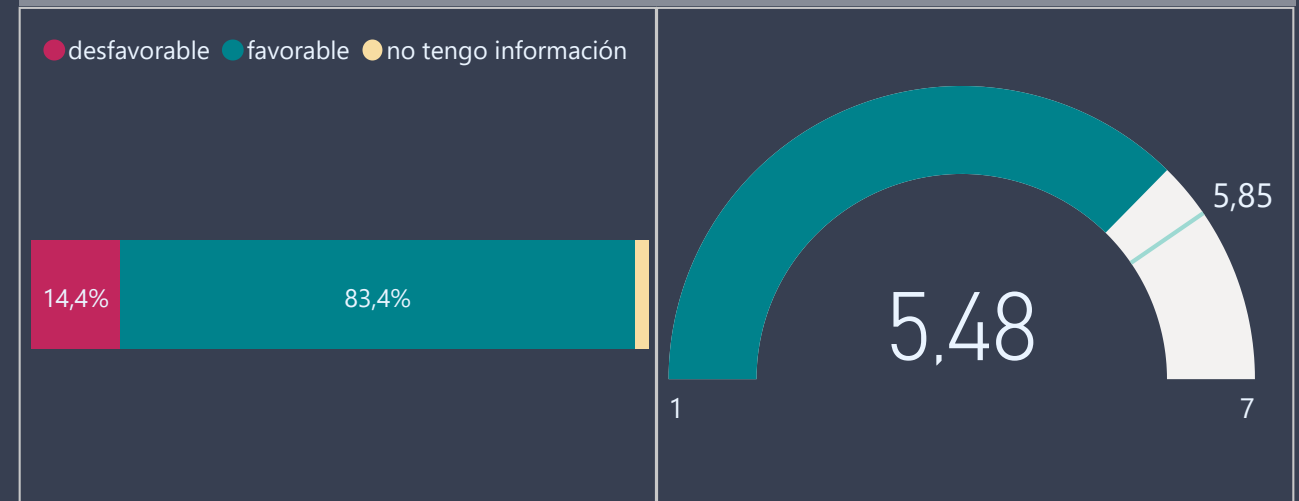 desfavorable favorable no tengo información
14,4% 83,4%
5,85
5,48
1 7